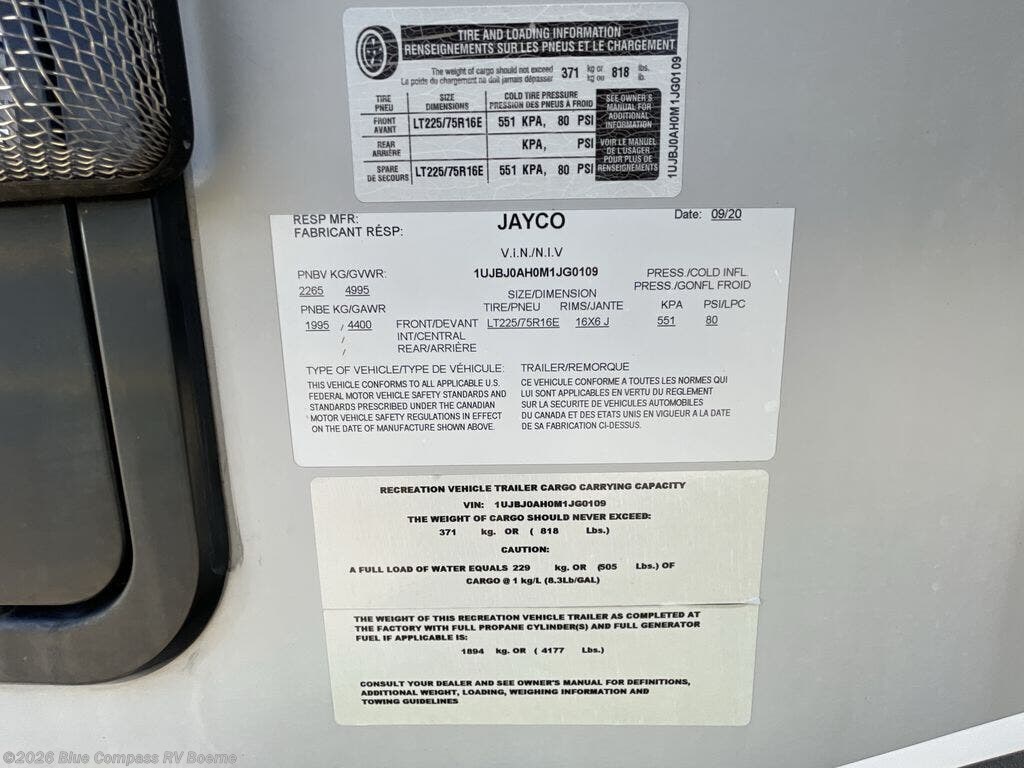 TIRE AND LOADING INFORMATION
RENSEIGNEMENTS SUR LES PNEUS ET LE CHARGEMENT
The weight of cargo should not exceed 371 kg or 818 lbs.
Le poids du chargement ne doit jamais dépasser kg ou lb.
TIRE PNEU SIZE DIMENSIONS COLD TIRE PRESSURE PRESSION DES PNEUS À FROID
FRONT AVANT LT225/75R16E 551 KPA, 80 PSI
REAR ARRIÈRE KPA, PSI
SPARE DE SECOURS LT225/75R16E 551 KPA, 80 PSI
SEE OWNER'S
MANUAL FOR
ADDITIONAL
INFORMATION
VOIR LE MANUEL
DE L'USAGER
POUR PLUS DE
RENSEIGNEMENTS
1UJBJ0AH0M1JG0109
RESP MFR: JAYCO Date: 09/20
FABRICANT RÉSP:
V.I.N./N.I.V
PNBV KG/GVWR: 1UJBJ0AH0M1JG0109 PRESS./COLD INFL
2265 4995 SIZE/DIMENSION PRESS./GONFL FROID
PNBE KG/GAWR TIRE/PNEU RIMS/JANTE KPA PSI/LPC
1995 / 4400 FRONT/DEVANT LT225/75R16E 16X6 J 551 80
/ INT/CENTRAL
/ REAR/ARRIÈRE
TYPE OF VEHICLE/TYPE DE VÉHICULE: TRAILER/REMORQUE
THIS VEHICLE CONFORMS TO ALL APPLICABLE U.S.
FEDERAL MOTOR VEHICLE SAFETY STANDARDS AND
STANDARDS PRESCRIBED UNDER THE CANADIAN
MOTOR VEHICLE SAFETY REGULATIONS IN EFFECT
ON THE DATE OF MANUFACTURE SHOWN ABOVE.
CE VEHICULE CONFORME A TOUTES LES NORMES QUI
LUI SONT APPLICABLES EN VERTU DU REGLEMENT
SUR LA SECURITE DE VEHICULES AUTOMOBILES
DU CANADA ET DES ETATS UNIS EN VIGUEUR A LA DATE
DE SA FABRICATION CI-DESSUS.
RECREATION VEHICLE TRAILER CARGO CARRYING CAPACITY
VIN: 1UJBJ0AH0M1JG0109
THE WEIGHT OF CARGO SHOULD NEVER EXCEED:
371 kg. OR ( 818 Lbs.)
CAUTION:
A FULL LOAD OF WATER EQUALS 229 kg. OR (505 Lbs.) OF
CARGO @ 1 kg/L (8.3Lb/GAL)
THE WEIGHT OF THIS RECREATION VEHICLE TRAILER AS COMPLETED AT
THE FACTORY WITH FULL PROPANE CYLINDER(S) AND FULL GENERATOR
FUEL IF APPLICABLE IS:
1894 kg. OR ( 4177 Lbs.)
CONSULT YOUR DEALER AND SEE OWNER'S MANUAL FOR DEFINITIONS,
ADDITIONAL WEIGHT, LOADING, WEIGHING INFORMATION AND
TOWING GUIDELINES
©2026 Blue Compass RV Boerne